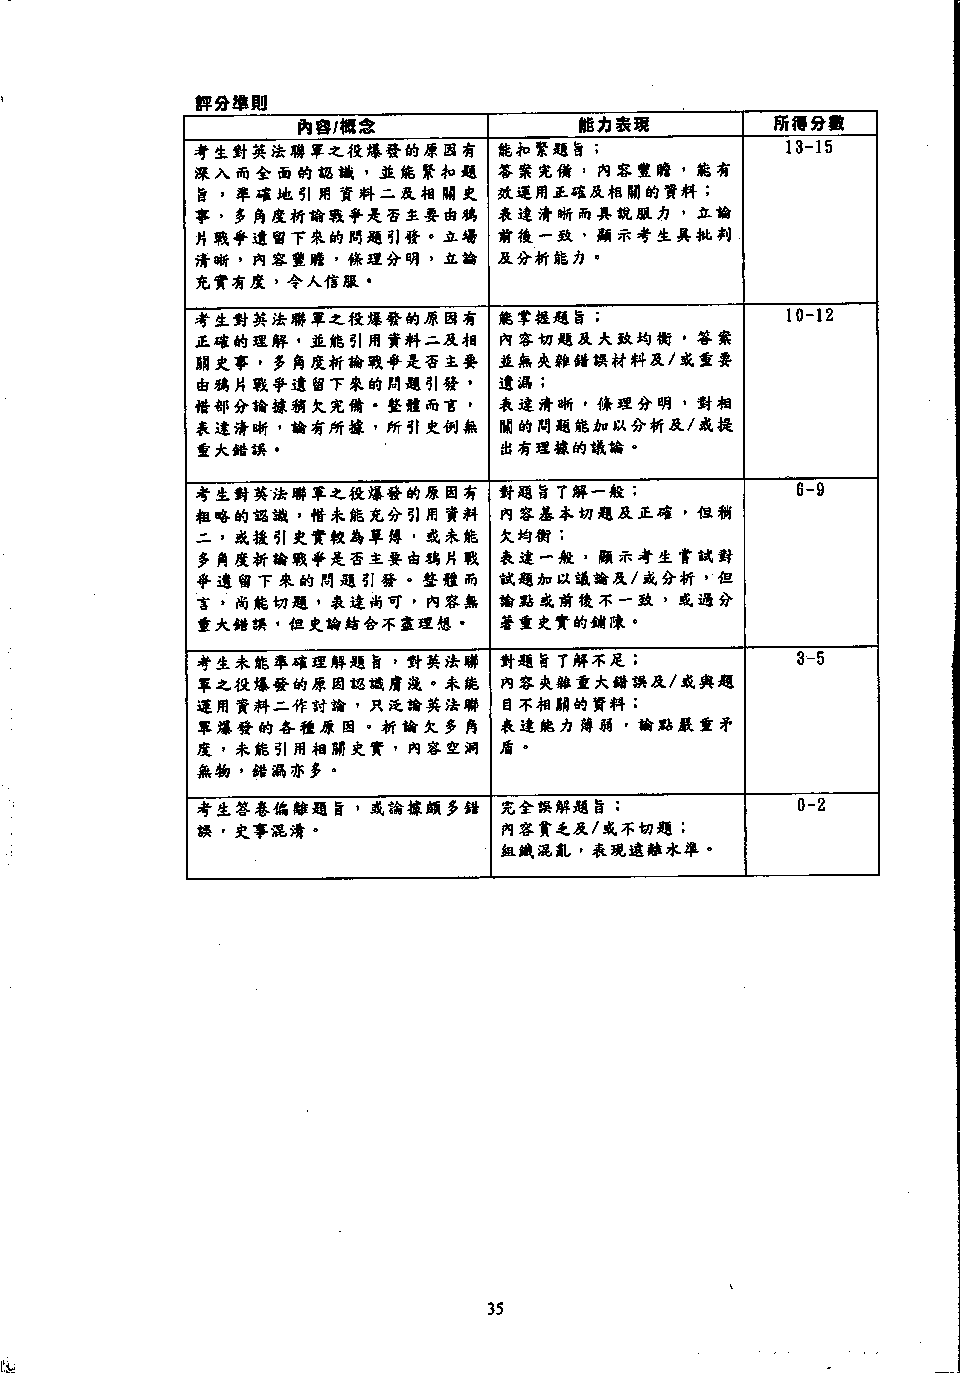 評分準則
內容/概念
能力表現
所得分數
考生對英法聯軍之役爆發的原因有
深入而全面的認識，並能緊扣題
旨，準確地引用資料二及相關史
事，多角度析論戰爭是否主要由鴉
片戰爭遺留下來的問題引發。立場
清晰，內容豐贍，條理分明，立論
充實有度，令人信服。
能扣緊題旨；
答案完備，內容豐贍，能有
效運用正確及相關的資料；
表達清晰而具說服力，立論
前後一致，顯示考生具批判
及分析能力。
13-15
考生對英法聯軍之役爆發的原因有
正確的理解，並能引用資料二及相
關史事，多角度析論戰爭是否主要
由鴉片戰爭遺留下來的問題引發，
惜部分論據稍欠完備。整體而言，
表達清晰，論有所據，所引史例無
重大錯誤。
能掌握題旨；
內容切題及大致均衡，答案
並無夾雜錯誤材料及/或重要
遺漏；
表達清晰，條理分明，對相
關的問題能加以分析及/或提
出有理據的議論。
10-12
考生對英法聯軍之役爆發的原因有
粗略的認識，惜未能充分引用資料
二，或援引史實較為單薄，或未能
多角度析論戰爭是否主要由鴉片戰
爭遺留下來的問題引發。整體而
言，尚能切題，表達尚可，內容無
重大錯誤，但史論結合不盡理想。
對題旨了解一般；
內容基本切題及正確，但稍
欠均衡；
表達一般，顯示考生嘗試對
試題加以議論及/或分析，但
論點或前後不一致，或過分
著重史實的鋪陳。
6-9
考生未能準確理解題旨，對英法聯
軍之役爆發的原因認識膚淺。未能
運用資料二作討論，只泛論英法聯
軍爆發的各種原因。析論欠多角
度，未能引用相關史實，內容空洞
無物，錯漏亦多。
對題旨了解不足；
內容夾雜重大錯誤及/或與題
目不相關的資料；
表達能力薄弱，論點嚴重矛
盾。
3-5
考生答卷偏離題旨，或論據頗多錯
誤，史事混淆。
完全誤解題旨；
內容貧乏及/或不切題；
組織混亂，表現遠離水準。
0-2
35